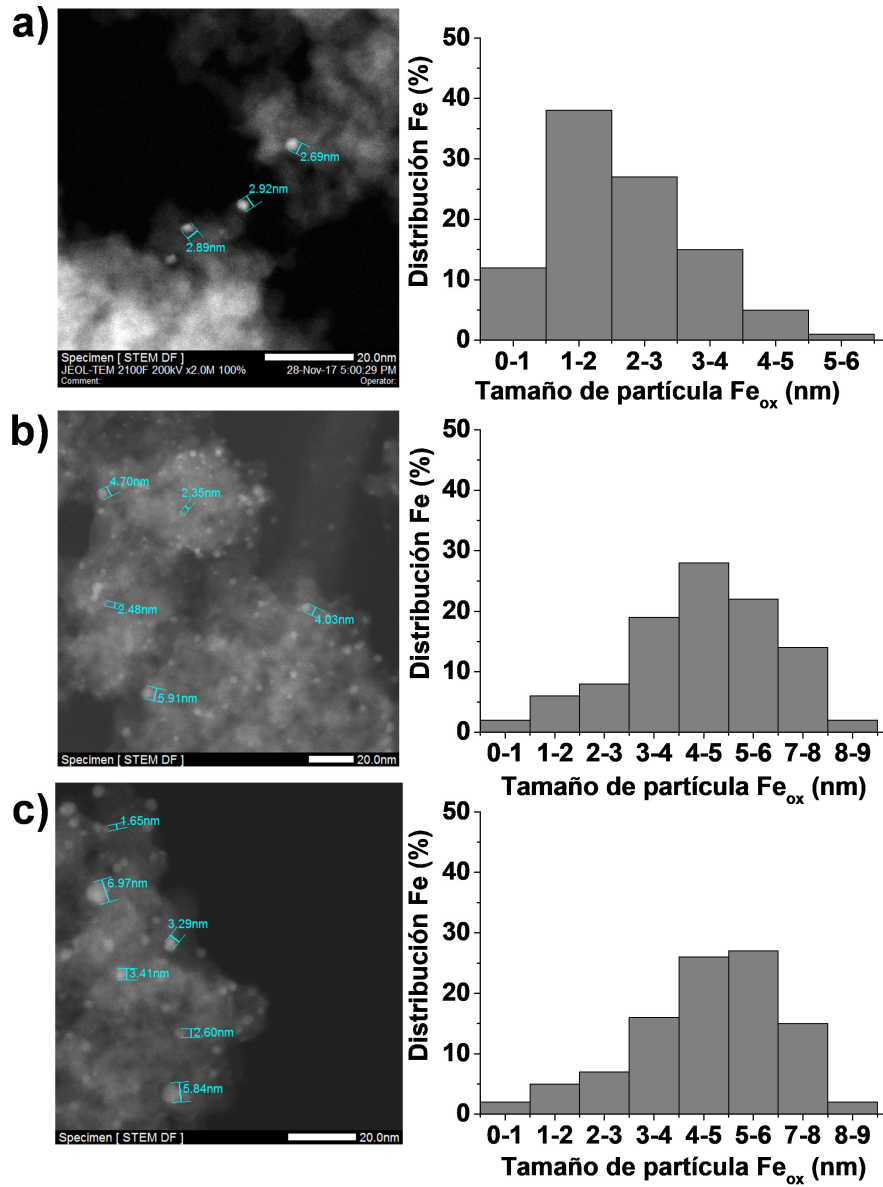 a)
2.69nm
2.92nm
2.89nm
Specimen [ STEM DF ] 20.0nm
JEOL-TEM 2100F 200kV x2.0M 100% 28-Nov-17 5:00:29 PM
Comment: Operator:
Distribución Fe (%)
50
40
30
20
10
0
0-1 1-2 2-3 3-4 4-5 5-6
Tamaño de partícula Feox (nm)
b)
4.70nm
2.35nm
2.48nm
4.03nm
5.91nm
Specimen [ STEM DF ] 20.0nm
Distribución Fe (%)
50
40
30
20
10
0
0-1 1-2 2-3 3-4 4-5 5-6 7-8 8-9
Tamaño de partícula Feox (nm)
c)
1.65nm
6.97nm
3.29nm
3.41nm
2.60nm
5.84nm
Specimen [ STEM DF ] 20.0nm
Distribución Fe (%)
50
40
30
20
10
0
0-1 1-2 2-3 3-4 4-5 5-6 7-8 8-9
Tamaño de partícula Feox (nm)